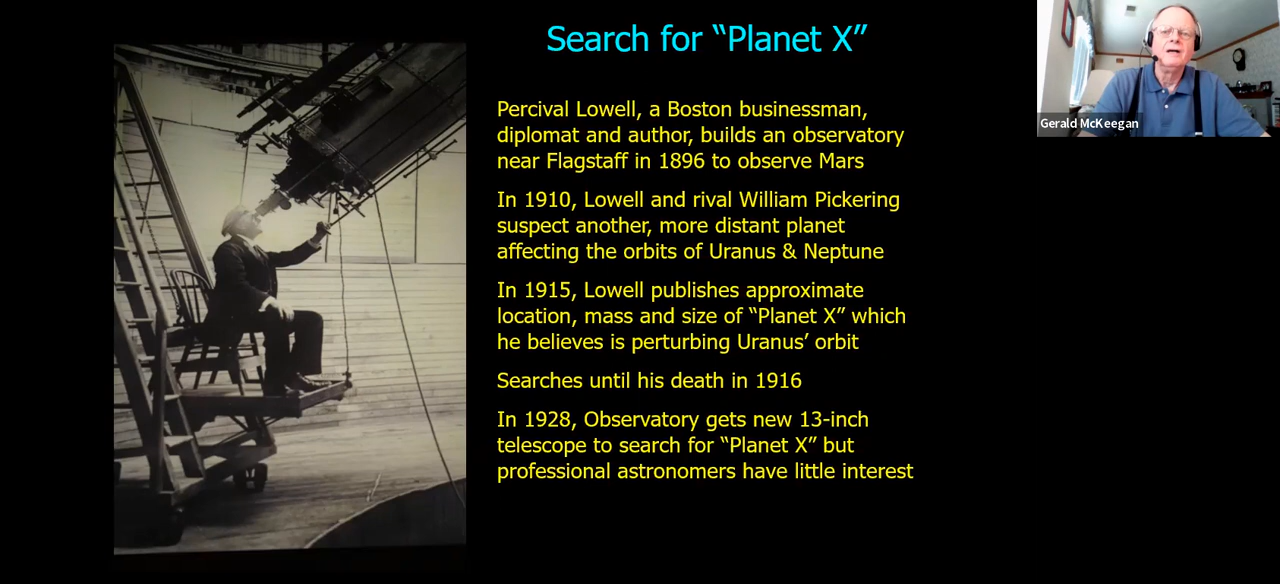 Search for “Planet X”
Percival Lowell, a Boston businessman,
diplomat and author, builds an observatory
near Flagstaff in 1896 to observe Mars
In 1910, Lowell and rival William Pickering
suspect another, more distant planet
affecting the orbits of Uranus & Neptune
In 1915, Lowell publishes approximate
location, mass and size of “Planet X” which
he believes is perturbing Uranus’ orbit
Searches until his death in 1916
In 1928, Observatory gets new 13-inch
telescope to search for “Planet X” but
professional astronomers have little interest
Gerald McKeegan